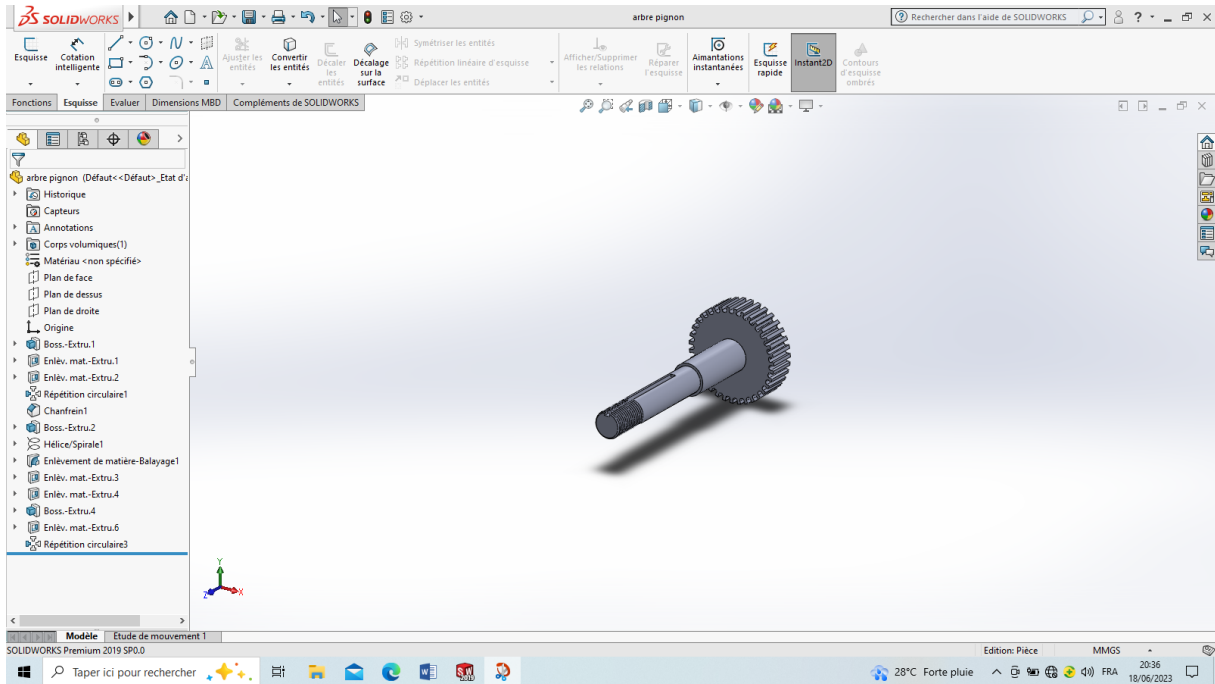 SOLIDWORKS
arbre pignon
Rechercher dans l'aide de SOLIDWORKS
Esquisse
Cotation intelligente
Ajuster les entités
Convertir les entités
Décaler les entités
Décalage sur la surface
Symétriser les entités
Répétition linéaire d'esquisse
Déplacer les entités
Afficher/Supprimer les relations
Réparer l'esquisse
Aimantations instantanées
Esquisse rapide
Instant2D
Contours d'esquisse ombrés
Fonctions Esquisse Evaluer Dimensions MBD Compléments de SOLIDWORKS
arbre pignon (Défaut<<Défaut>_Etat d'a
Historique
Capteurs
Annotations
Corps volumiques(1)
Matériau <non spécifié>
Plan de face
Plan de dessus
Plan de droite
Origine
Boss.-Extru.1
Enlèv. mat.-Extru.1
Enlèv. mat.-Extru.2
Répétition circulaire1
Chanfrein1
Boss.-Extru.2
Hélice/Spirale1
Enlèvement de matière-Balayage1
Enlèv. mat.-Extru.3
Enlèv. mat.-Extru.4
Boss.-Extru.4
Enlèv. mat.-Extru.6
Répétition circulaire3
Y
Z
X
Modèle Etude de mouvement 1
SOLIDWORKS Premium 2019 SP0.0
Edition: Pièce
MMGS
Taper ici pour rechercher
28°C Forte pluie
FRA
20:36
18/06/2023